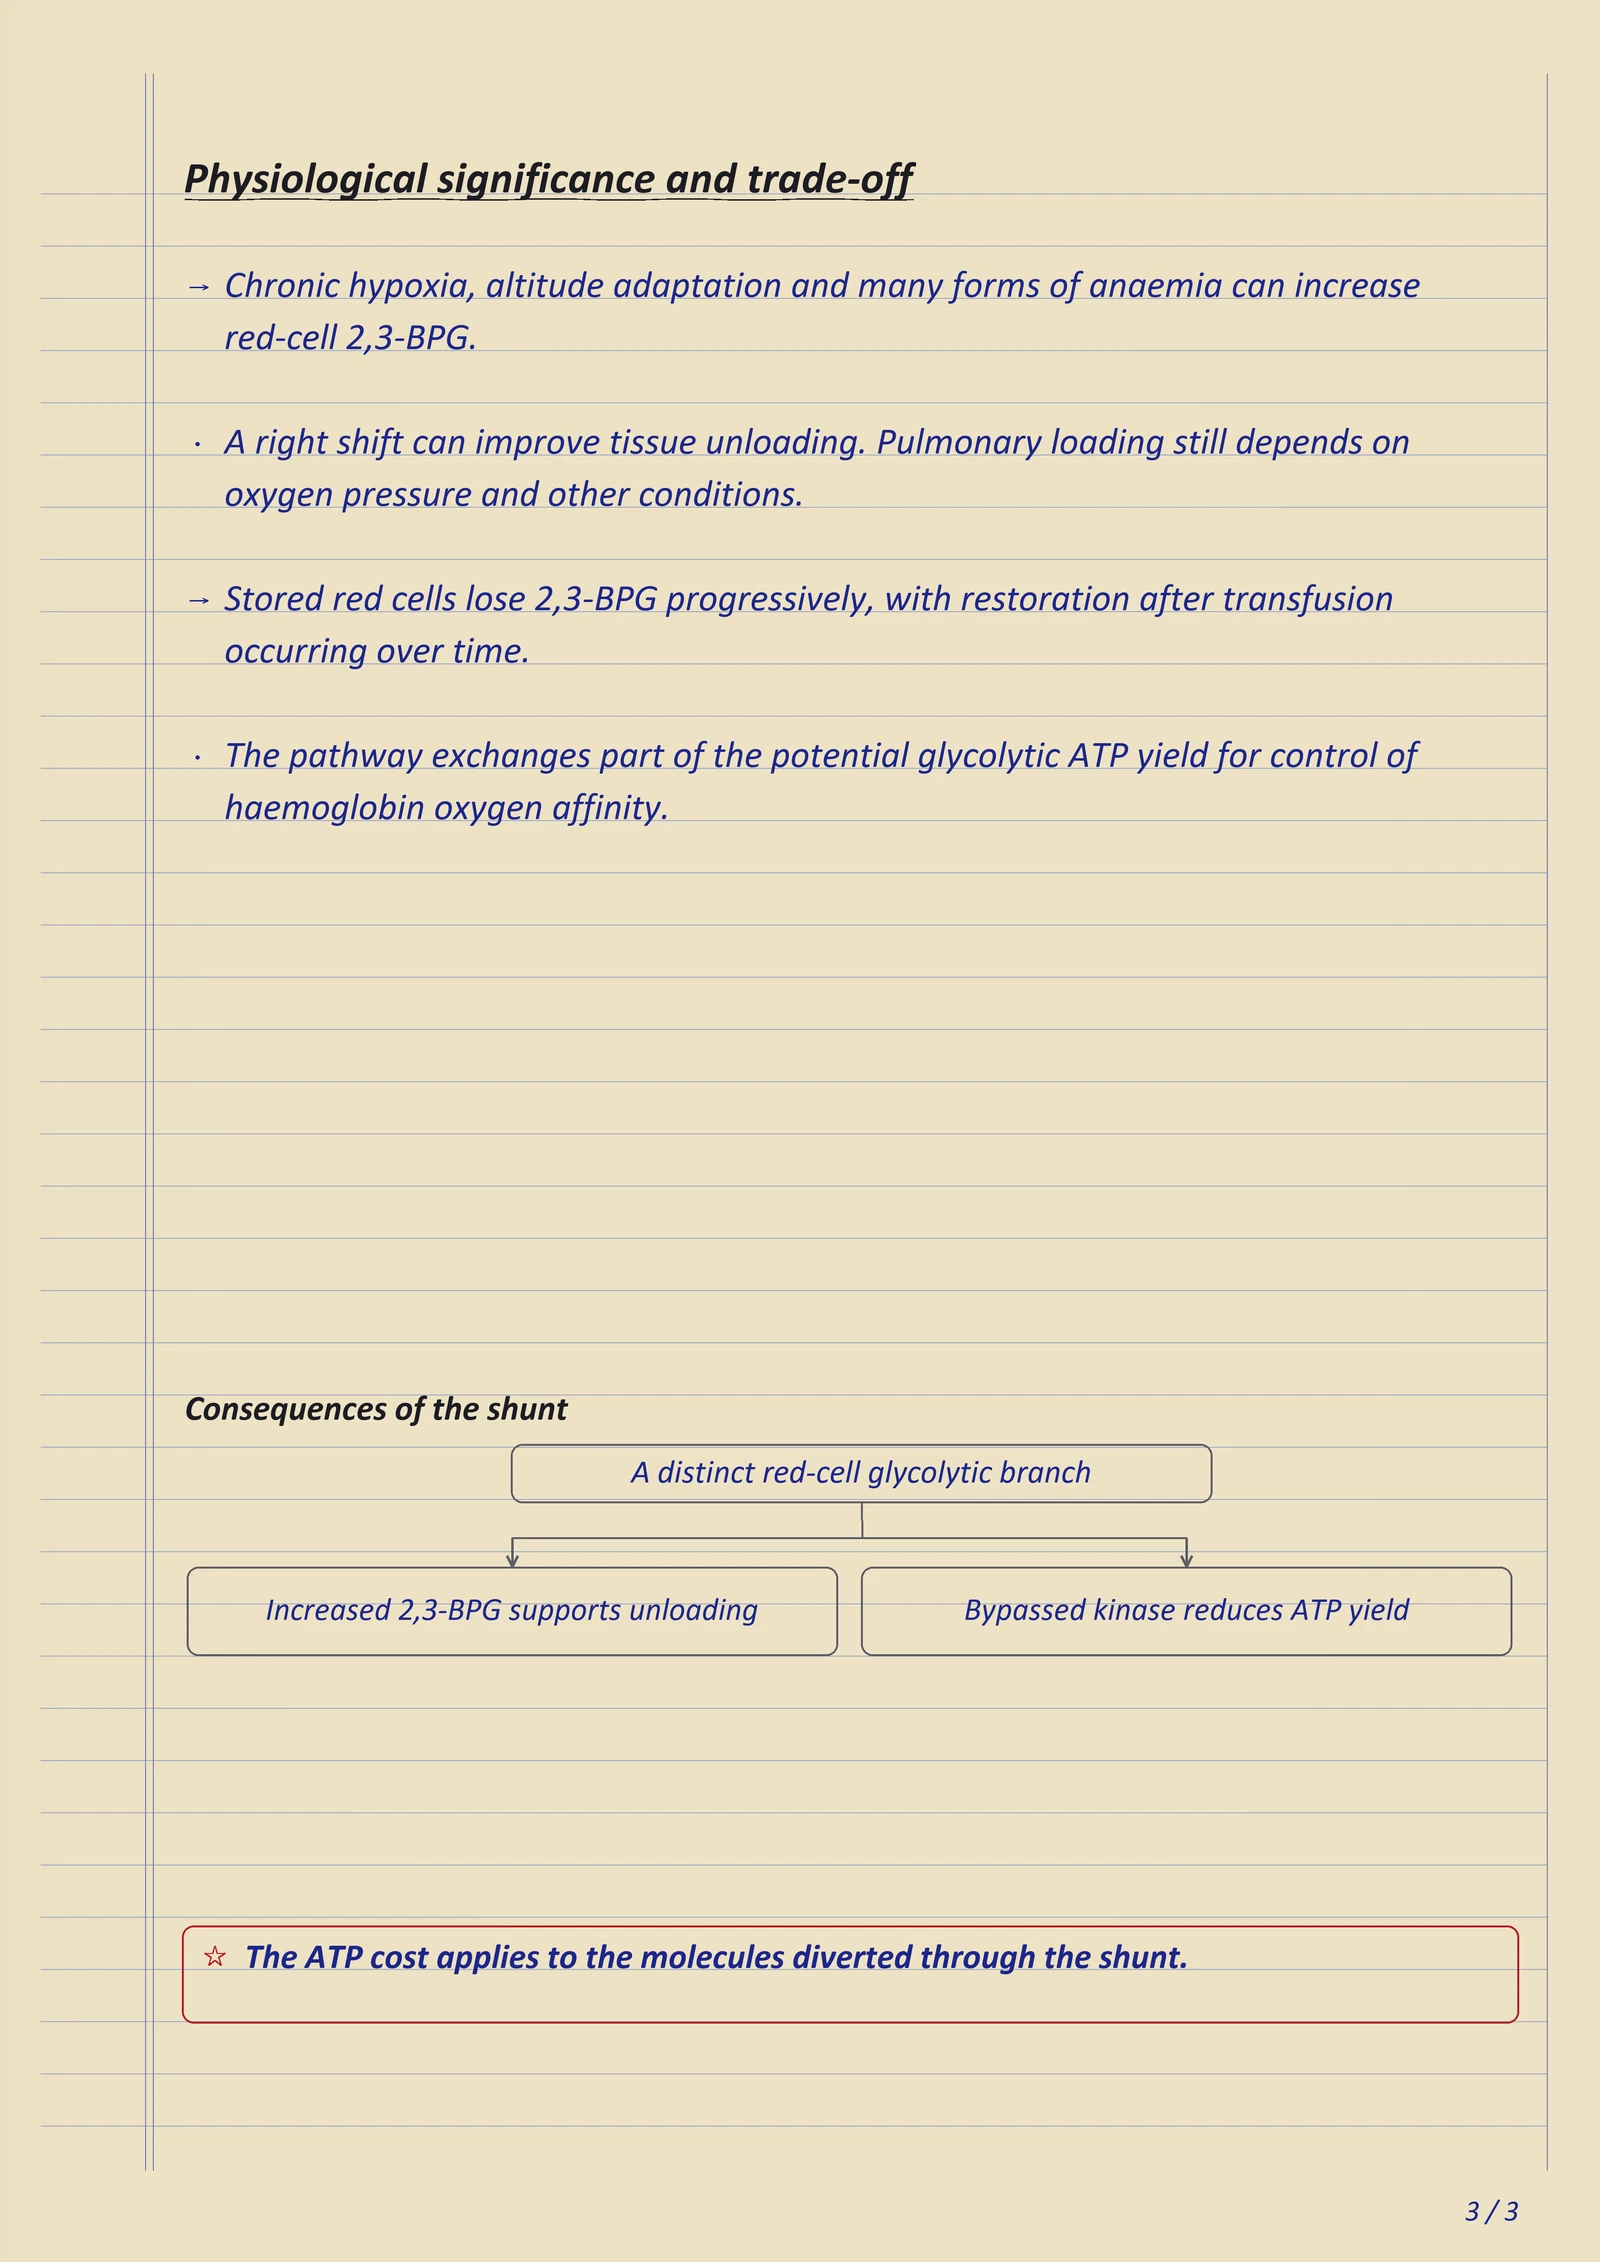 Physiological significance and trade-off
→ Chronic hypoxia, altitude adaptation and many forms of anaemia can increase
red-cell 2,3-BPG.
· A right shift can improve tissue unloading. Pulmonary loading still depends on
oxygen pressure and other conditions.
→ Stored red cells lose 2,3-BPG progressively, with restoration after transfusion
occurring over time.
· The pathway exchanges part of the potential glycolytic ATP yield for control of
haemoglobin oxygen affinity.
Consequences of the shunt
A distinct red-cell glycolytic branch
Increased 2,3-BPG supports unloading
Bypassed kinase reduces ATP yield
☆ The ATP cost applies to the molecules diverted through the shunt.
3 / 3